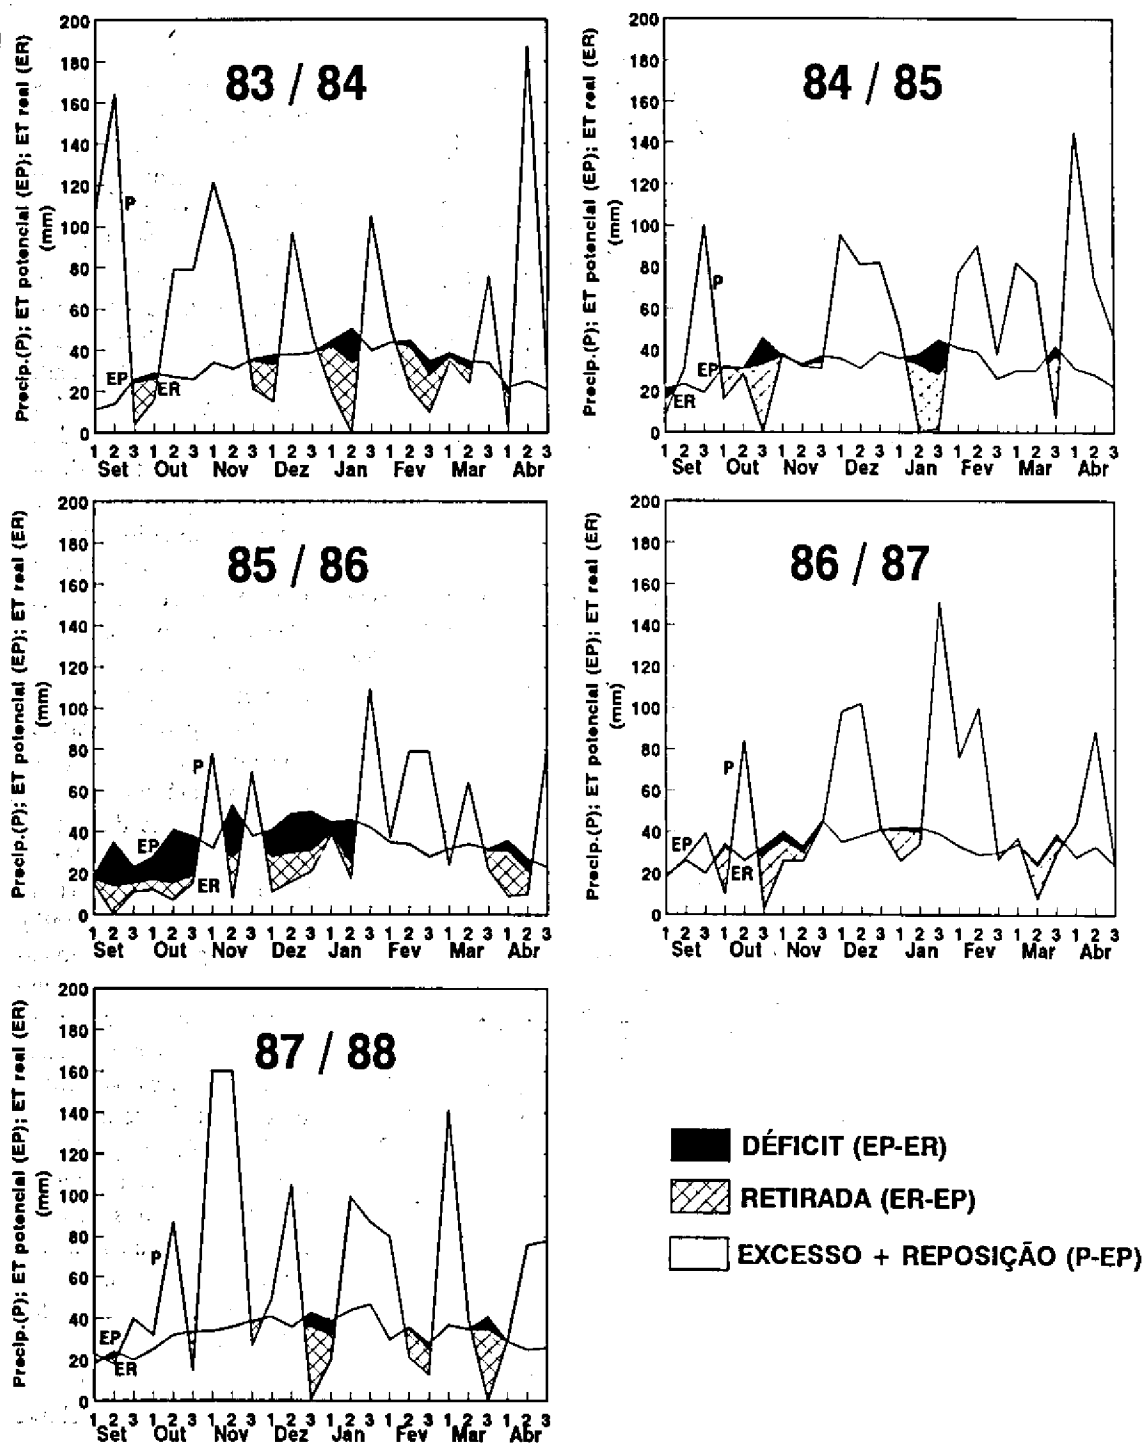 Precip.(P); ET potencial (EP); ET real (ER)
(mm)
200
180
160
140
120
100
80
60
40
20
0
83 / 84
P
EP
ER
1 2 3 1 2 3 1 2 3 1 2 3 1 2 3 1 2 3 1 2 3 1 2 3
Set Out Nov Dez Jan Fev Mar Abr
Precip.(P); ET potencial (EP); ET real (ER)
(mm)
200
180
160
140
120
100
80
60
40
20
0
84 / 85
P
EP
ER
1 2 3 1 2 3 1 2 3 1 2 3 1 2 3 1 2 3 1 2 3 1 2 3
Set Out Nov Dez Jan Fev Mar Abr
Precip.(P); ET potencial (EP); ET real (ER)
(mm)
200
180
160
140
120
100
80
60
40
20
0
85 / 86
P
EP
ER
1 2 3 1 2 3 1 2 3 1 2 3 1 2 3 1 2 3 1 2 3 1 2 3
Set Out Nov Dez Jan Fev Mar Abr
Precip.(P); ET potencial (EP); ET real (ER)
(mm)
200
180
160
140
120
100
80
60
40
20
0
86 / 87
P
EP
ER
1 2 3 1 2 3 1 2 3 1 2 3 1 2 3 1 2 3 1 2 3 1 2 3
Set Out Nov Dez Jan Fev Mar Abr
Precip.(P); ET potencial (EP); ET real (ER)
(mm)
200
180
160
140
120
100
80
60
40
20
0
87 / 88
P
EP
ER
1 2 3 1 2 3 1 2 3 1 2 3 1 2 3 1 2 3 1 2 3 1 2 3
Set Out Nov Dez Jan Fev Mar Abr
DÉFICIT (EP-ER)
RETIRADA (ER-EP)
EXCESSO + REPOSIÇÃO (P-EP)